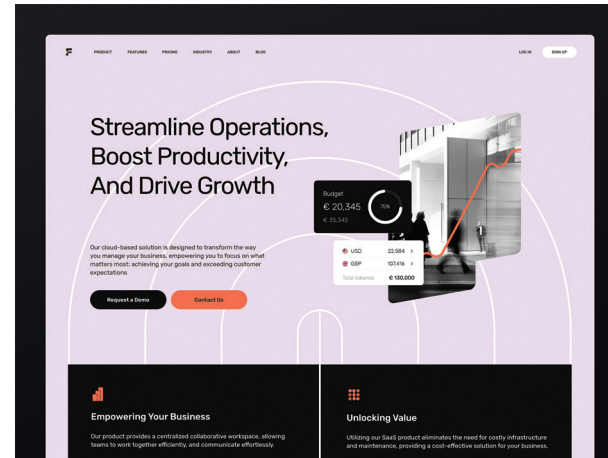 PRODUCT FEATURES PRICING INDUSTRY ABOUT BLOG LOG IN SIGN UP
Streamline Operations,
Boost Productivity,
And Drive Growth
Budget
€ 20,345
€ 35,345
75%
USD 22,584 >
GBP 107,416 >
Total balance € 130,000
Our cloud-based solution is designed to transform the way
you manage your business, empowering you to focus on what
matters most: achieving your goals and exceeding customer
expectations
Request a Demo Contact Us
Empowering Your Business
Our product provides a centralized collaborative workspace, allowing
teams to work together efficiently, and communicate effortlessly.
Unlocking Value
Utilizing our SaaS product eliminates the need for costly infrastructure
and maintenance, providing a cost-effective solution for your business.